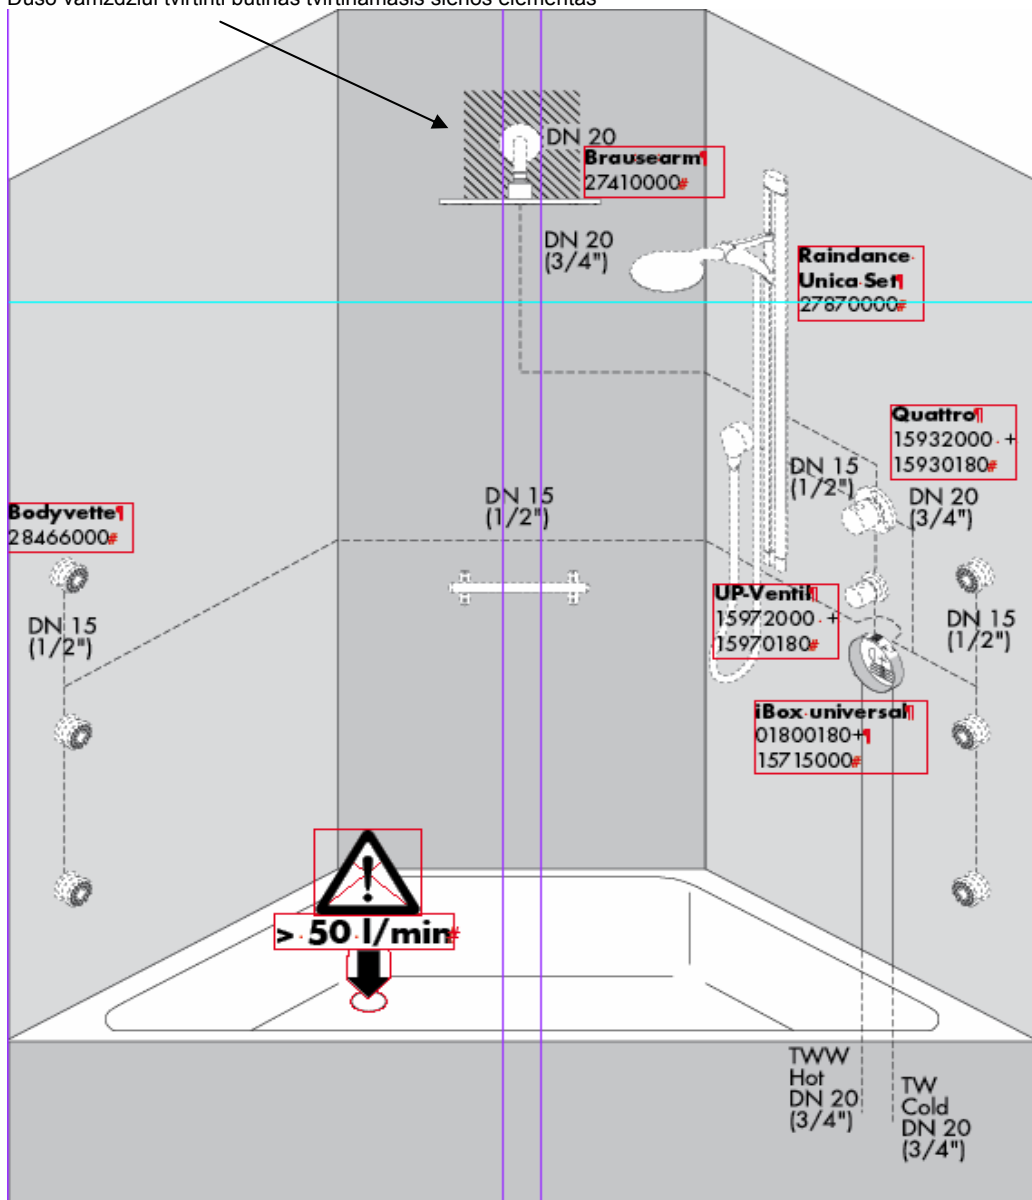 Dušo vamzdžiui tvirtinti būtinas tvirtinamasis sienos elementas
DN 20
Brausearm¶
27410000#
DN 20
(3/4")
Raindance·
Unica·Set¶
27870000#
Quattro¶
15932000·+
15930180#
DN 15
(1/2")
DN 20
(3/4")
DN 15
(1/2")
Bodyvette¶
28466000#
DN 15
(1/2")
UP-Ventil¶
15972000·+
15970180#
DN 15
(1/2")
iBox·universal¶
01800180+¶
15715000#
>·50·l/min#
TWW
Hot
DN 20
(3/4")
TW
Cold
DN 20
(3/4")